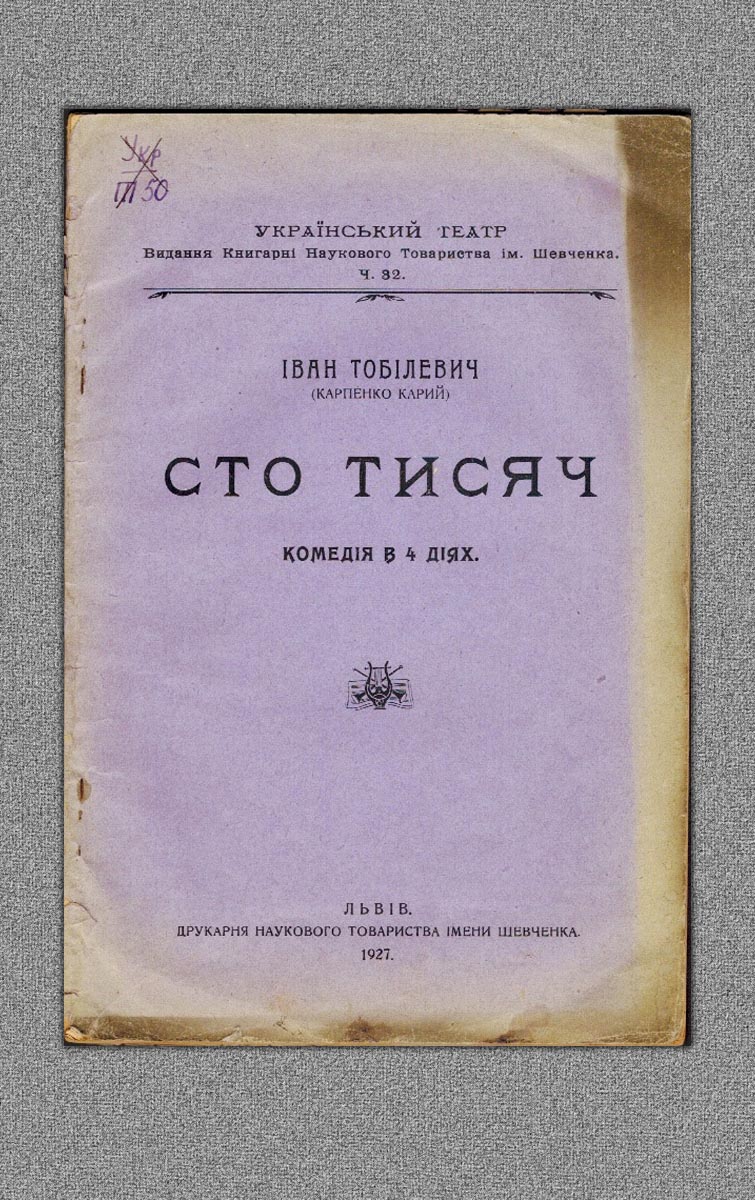 Укр
П 50
УКРАЇНСЬКИЙ ТЕАТР
Видання Книгарні Наукового Товариства ім. Шевченка.
Ч. 32.
ІВАН ТОБІЛЕВИЧ
(КАРПЕНКО КАРИЙ)
СТО ТИСЯЧ
КОМЕДІЯ В 4 ДІЯХ.
ЛЬВІВ.
ДРУКАРНЯ НАУКОВОГО ТОВАРИСТВА ІМЕНИ ШЕВЧЕНКА.
1927.